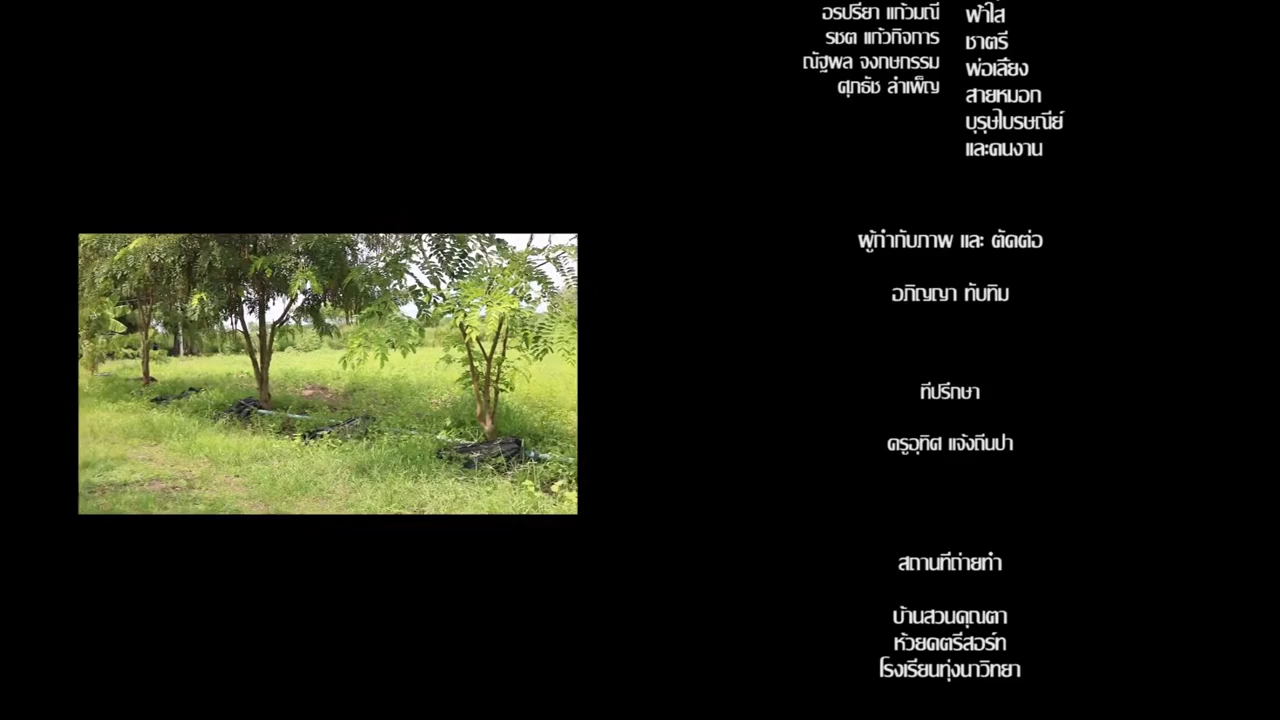 อรปรียา แก้วมณี
รชต แก้วกิจการ
ณัฐพล จงกษกรรม
ศุภธัช ลำเพ็ญ
ฟ้าใส
ชาตรี
พ่อเลี้ยง
สายหมอก
บุรุษไปรษณีย์
และคนงาน
ผู้กำกับภาพ และ ตัดต่อ
อภิญญา ทับทิม
ที่ปรึกษา
ครูอุทิศ แจ้งถิ่นป่า
สถานที่ถ่ายทำ
บ้านสวนคุณตา
ห้วยคตรีสอร์ท
โรงเรียนทุ่งนาวิทยา